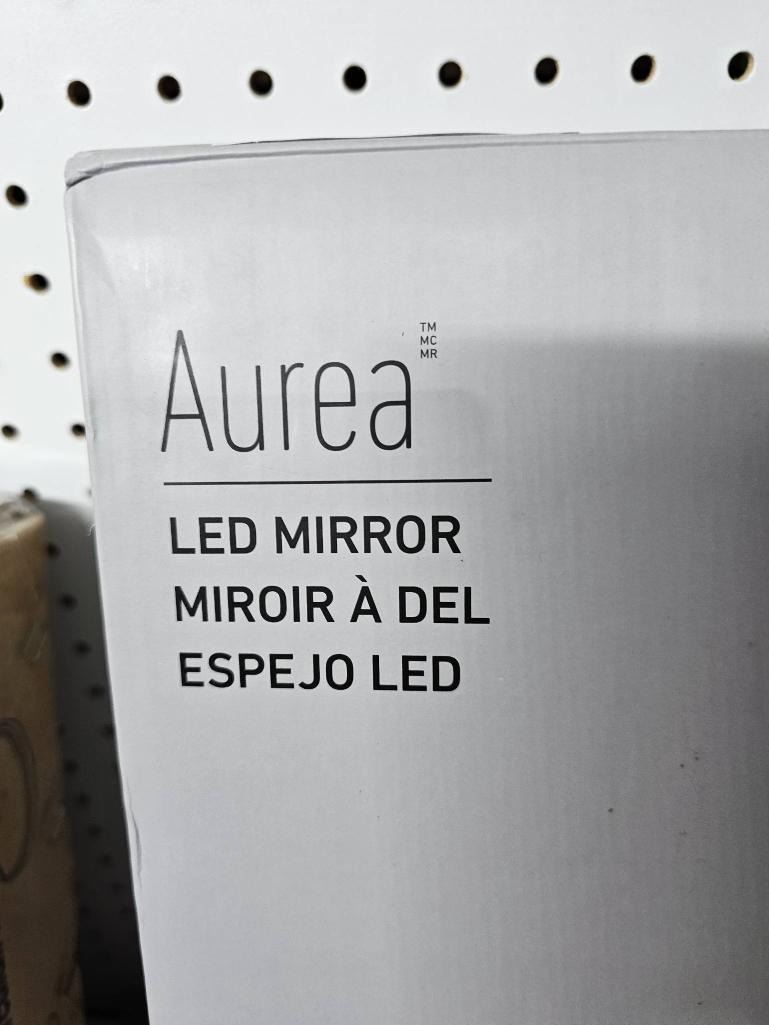 Aurea
TM
MC
MR
LED MIRROR
MIROIR À DEL
ESPEJO LED